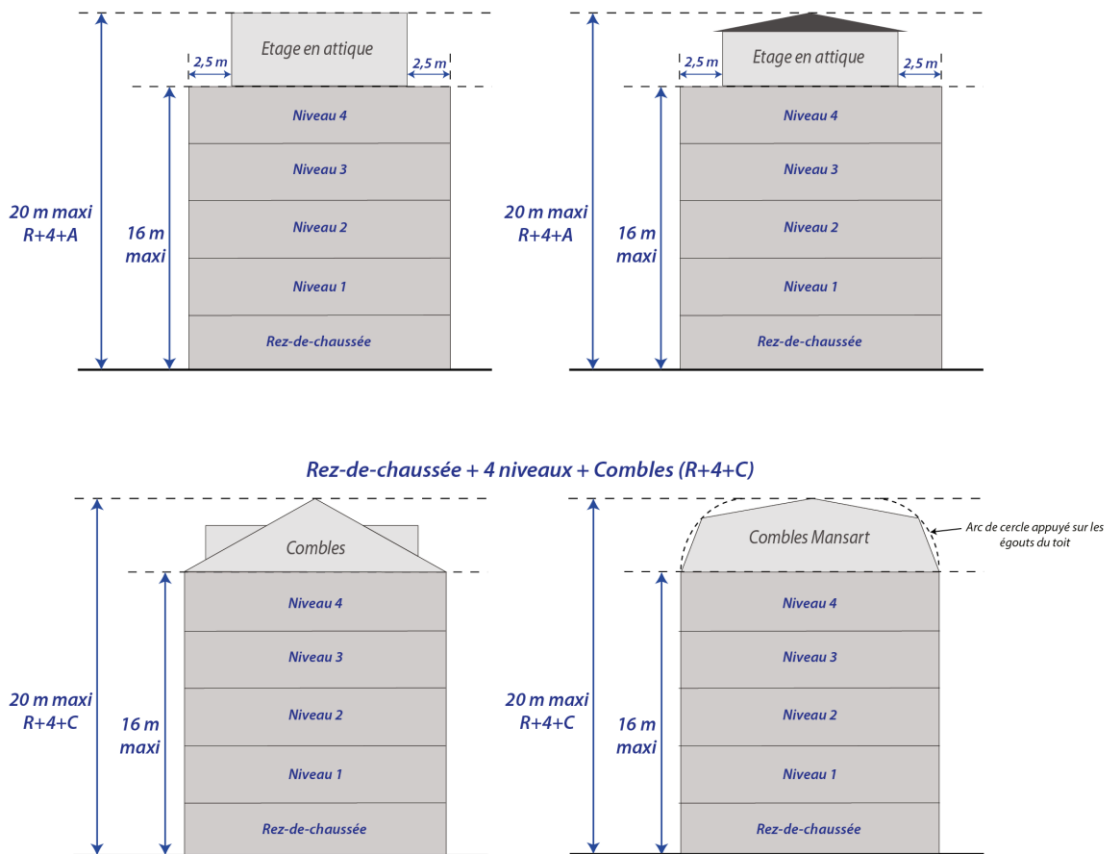 Etage en attique
2,5 m
2,5 m
Niveau 4
Niveau 3
20 m maxi
R+4+A
16 m
maxi
Niveau 2
Niveau 1
Rez-de-chaussée
Etage en attique
2,5 m
2,5 m
Niveau 4
Niveau 3
20 m maxi
R+4+A
16 m
maxi
Niveau 2
Niveau 1
Rez-de-chaussée
Rez-de-chaussée + 4 niveaux + Combles (R+4+C)
Combles
Niveau 4
Niveau 3
20 m maxi
R+4+C
16 m
maxi
Niveau 2
Niveau 1
Rez-de-chaussée
Combles Mansart
Arc de cercle appuyé sur les
égouts du toit
Niveau 4
Niveau 3
20 m maxi
R+4+C
16 m
maxi
Niveau 2
Niveau 1
Rez-de-chaussée